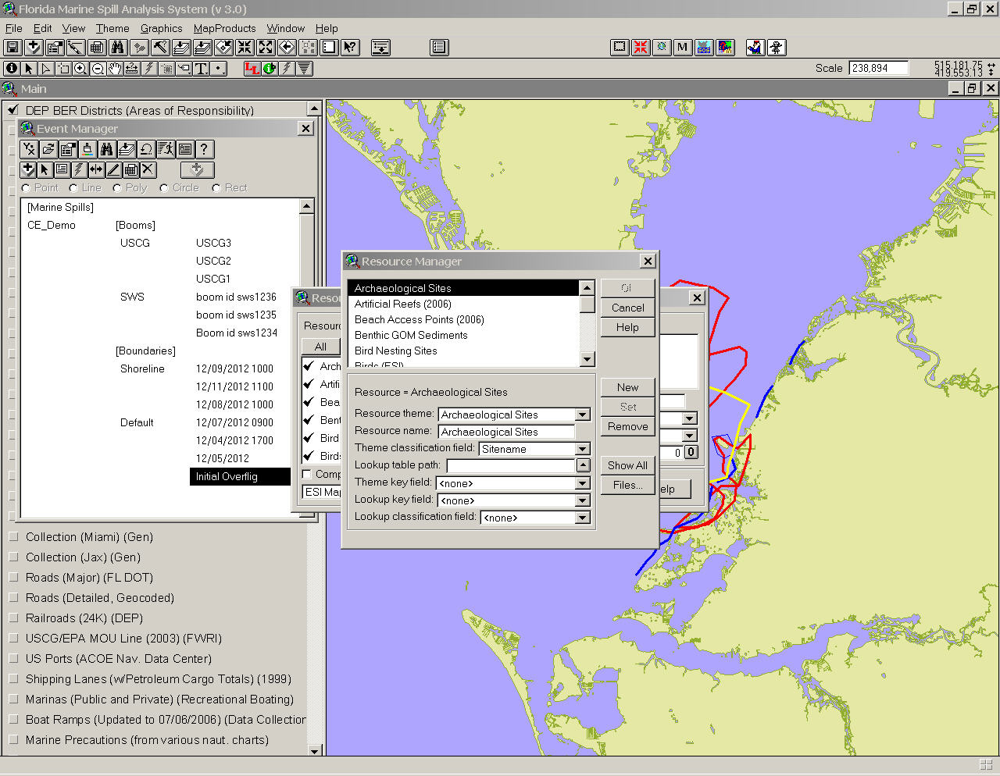 Florida Marine Spill Analysis System (v 3.0)
File Edit View Theme Graphics MapProducts Window Help
M
SOS
T
LL
Scale 238,894
515,181.75
419,553.13
Main
DEP BER Districts (Areas of Responsibility)
Event Manager
?
Point Line Poly Circle Rect
[Marine Spills]
CE_Demo [Booms]
USCG USCG3
USCG2
USCG1
SWS boom id sws1236
boom id sws1235
Boom id sws1234
[Boundaries]
Shoreline 12/09/2012 1000
12/11/2012 1100
12/08/2012 1000
Default 12/07/2012 0900
12/04/2012 1700
12/05/2012
Initial Overflig
Resou
Resourc
All
Arch
Artifi
Bea
Bent
Bird
Birds
Comp
ESI Map
0
0
elp
Resource Manager
Archaeological Sites
Artificial Reefs (2006)
Beach Access Points (2006)
Benthic GOM Sediments
Bird Nesting Sites
Birds (ESI)
Cancel
Help
Resource = Archaeological Sites
Resource theme: Archaeological Sites
Resource name: Archaeological Sites
Theme classification field: Sitename
Lookup table path:
Theme key field: <none>
Lookup key field: <none>
Lookup classification field: <none>
New
Set
Remove
Show All
Files...
Collection (Miami) (Gen)
Collection (Jax) (Gen)
Roads (Major) (FL DOT)
Roads (Detailed, Geocoded)
Railroads (24K) (DEP)
USCG/EPA MOU Line (2003) (FWRI)
US Ports (ACOE Nav. Data Center)
Shipping Lanes (w/Petroleum Cargo Totals) (1999)
Marinas (Public and Private) (Recreational Boating)
Boat Ramps (Updated to 07/06/2006) (Data Collection
Marine Precautions (from various naut. charts)